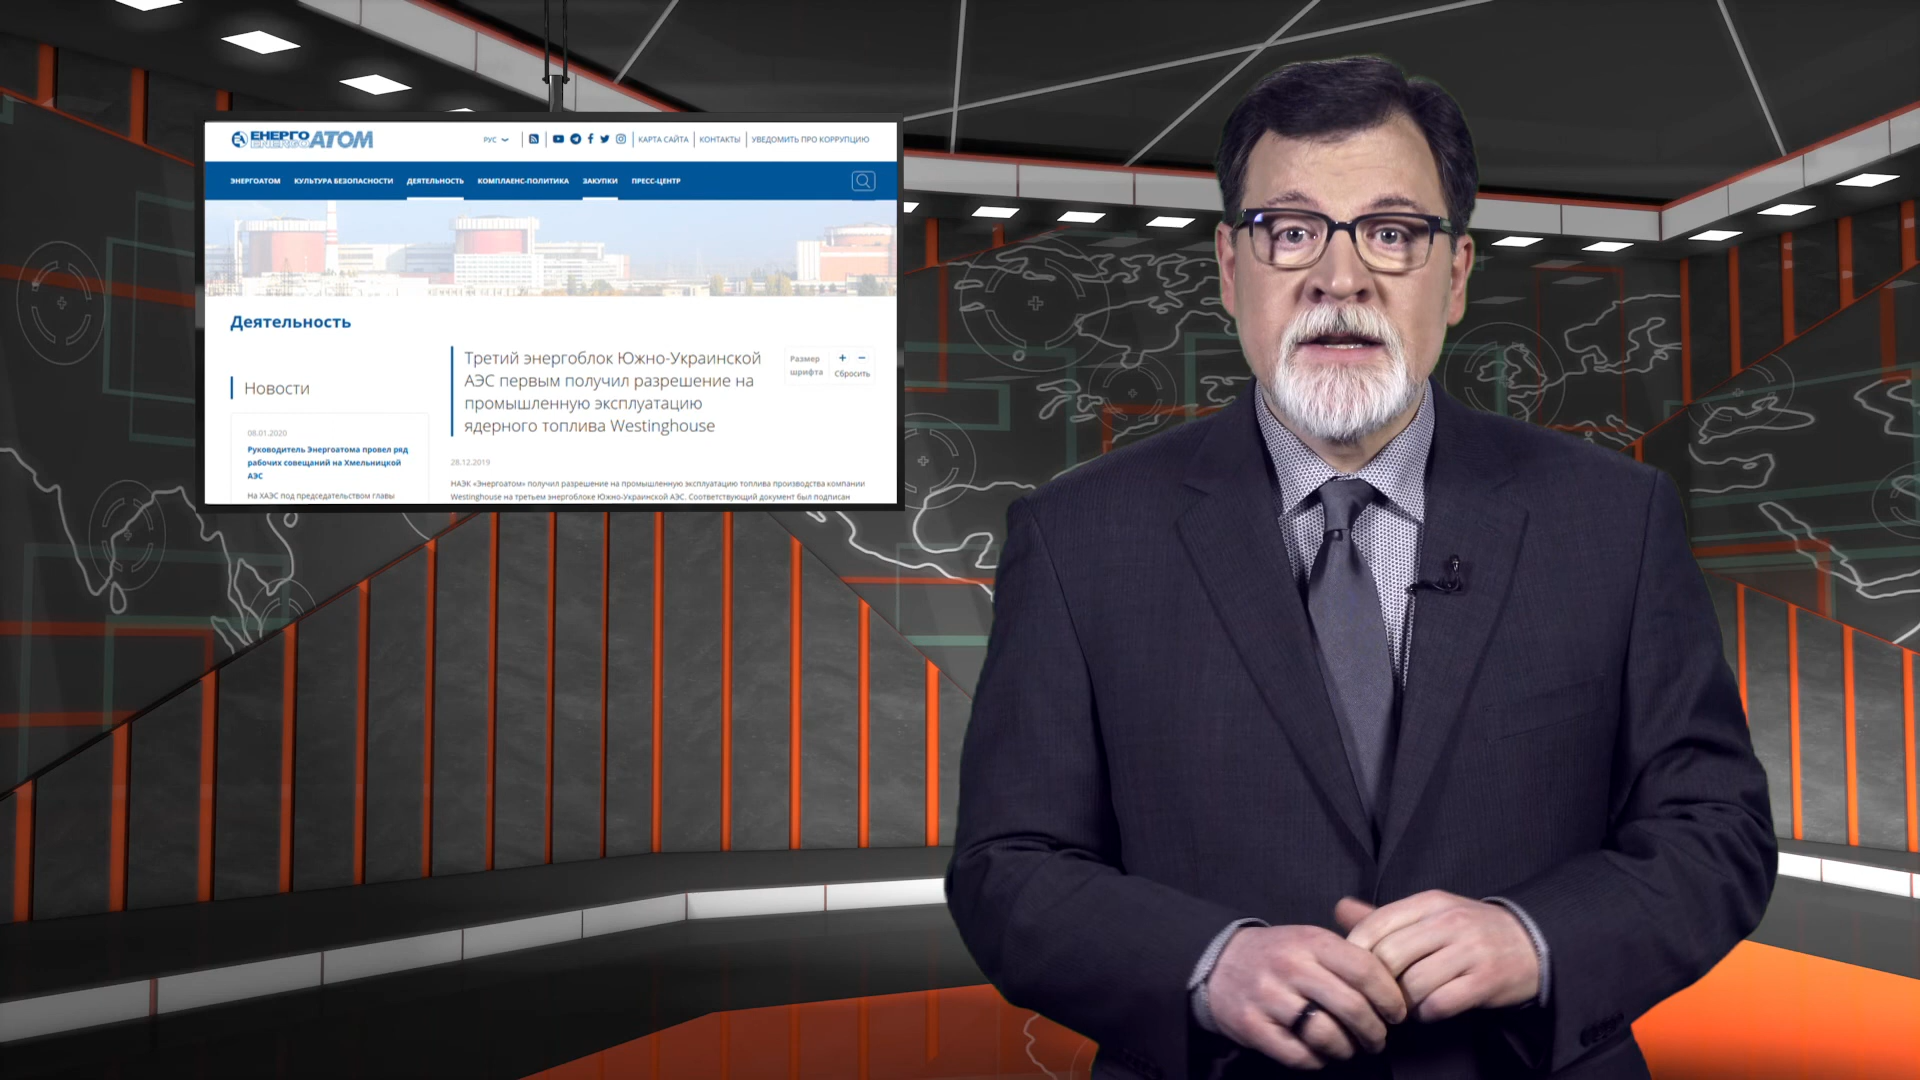 ЕНЕРГОАТОМ
РУС
КАРТА САЙТА
КОНТАКТЫ
УВЕДОМИТЬ ПРО КОРРУПЦИЮ
ЭНЕРГОАТОМ
КУЛЬТУРА БЕЗОПАСНОСТИ
ДЕЯТЕЛЬНОСТЬ
КОМПЛАЕНС-ПОЛИТИКА
ЗАКУПКИ
ПРЕСС-ЦЕНТР
Деятельность
Новости
08.01.2020
Руководитель Энергоатома провел ряд
рабочих совещаний на Хмельницкой
АЭС
На ХАЭС под председательством главы
Третий энергоблок Южно-Украинской
АЭС первым получил разрешение на
промышленную эксплуатацию
ядерного топлива Westinghouse
Размер
шрифта
+ −
Сбросить
28.12.2019
НАЭК «Энергоатом» получил разрешение на промышленную эксплуатацию топлива производства компании
Westinghouse на третьем энергоблоке Южно-Украинской АЭС. Соответствующий документ был подписан